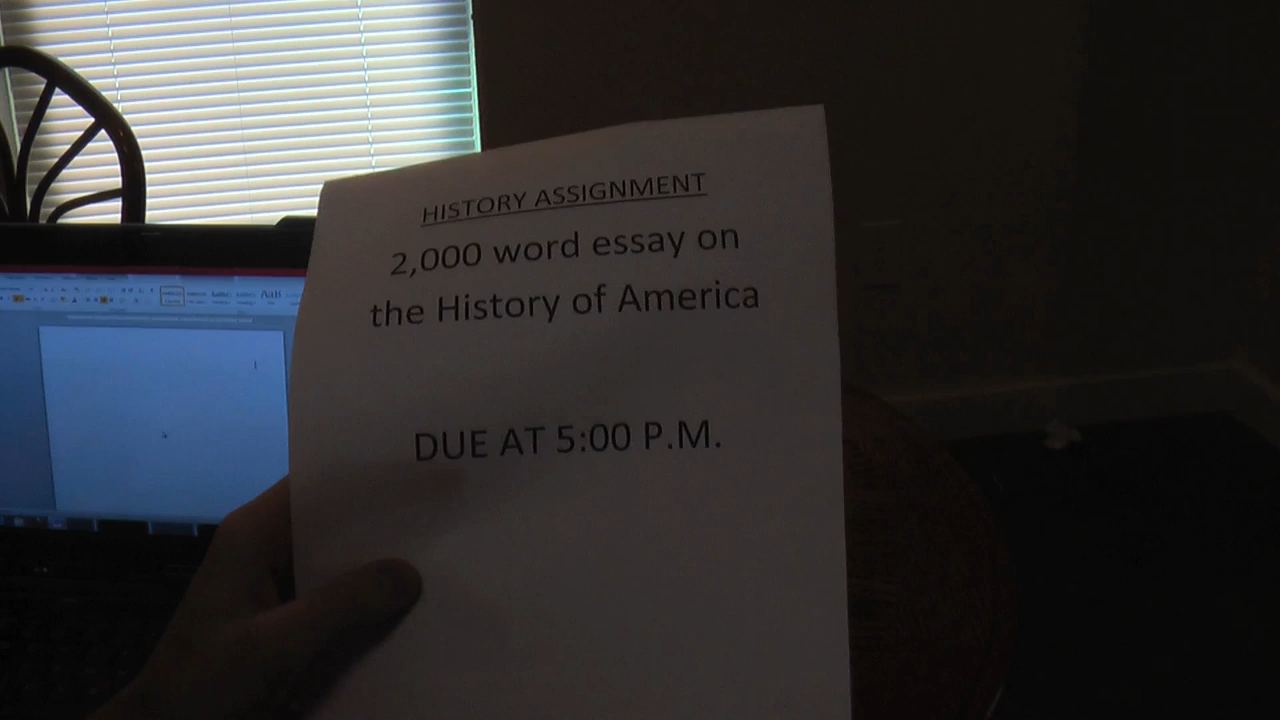 HISTORY ASSIGNMENT
2,000 word essay on
the History of America
DUE AT 5:00 P.M.